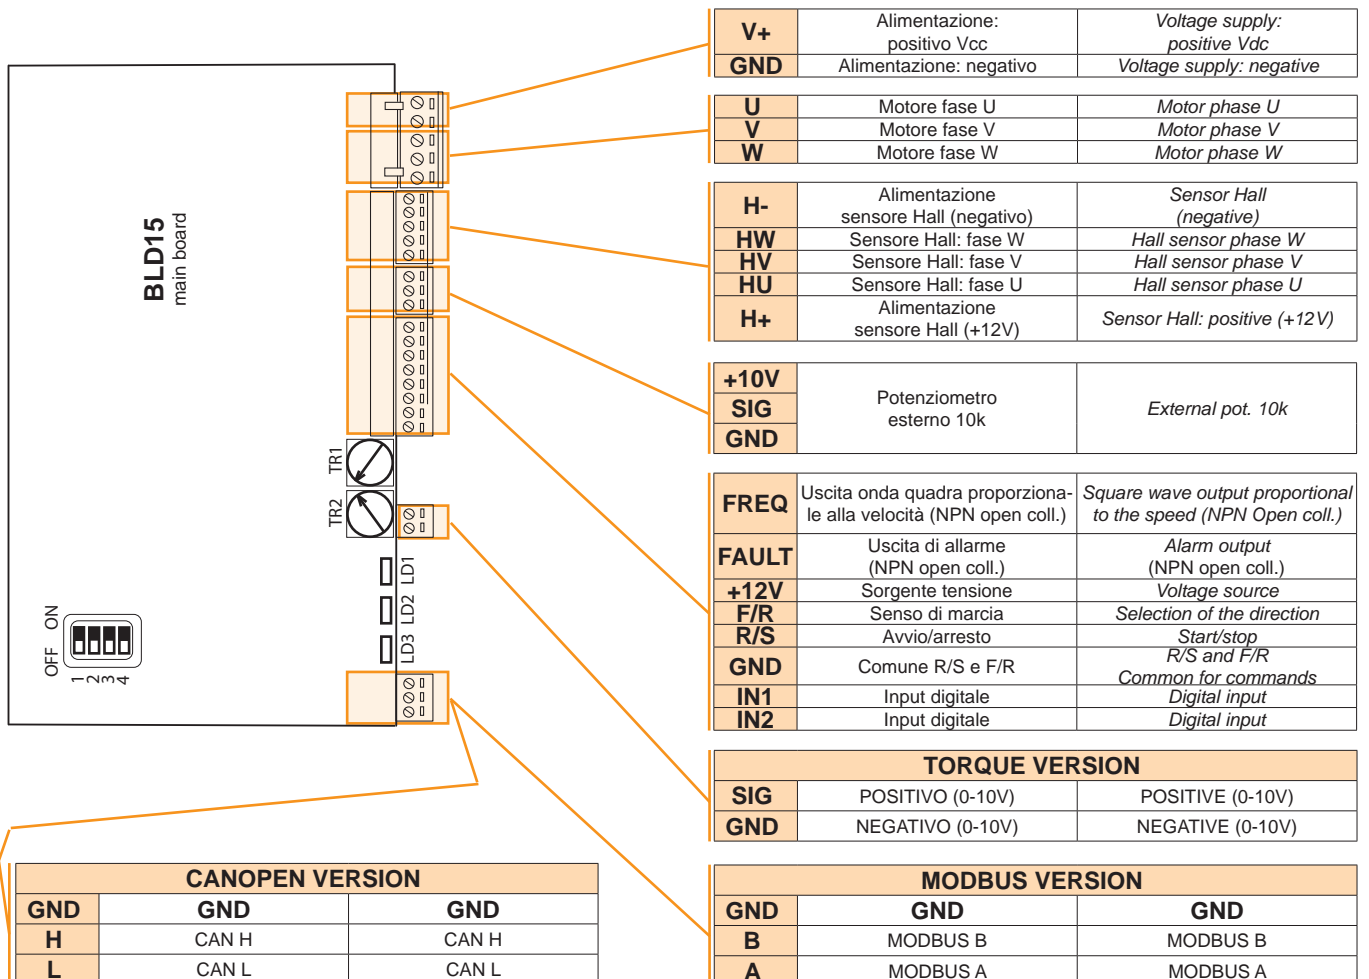 V+ Alimentazione: positivo Vcc Voltage supply: positive Vdc
GND Alimentazione: negativo Voltage supply: negative
U Motore fase U Motor phase U
V Motore fase V Motor phase V
W Motore fase W Motor phase W
H- Alimentazione sensore Hall (negativo) Sensor Hall (negative)
HW Sensore Hall: fase W Hall sensor phase W
HV Sensore Hall: fase V Hall sensor phase V
HU Sensore Hall: fase U Hall sensor phase U
H+ Alimentazione sensore Hall (+12V) Sensor Hall: positive (+12V)
+10V
SIG Potenziometro esterno 10k External pot. 10k
GND
FREQ Uscita onda quadra proporziona- le alla velocità (NPN open coll.) Square wave output proportional to the speed (NPN Open coll.)
FAULT Uscita di allarme (NPN open coll.) Alarm output (NPN open coll.)
+12V Sorgente tensione Voltage source
F/R Senso di marcia Selection of the direction
R/S Avvio/arresto Start/stop
GND Comune R/S e F/R R/S and F/R Common for commands
IN1 Input digitale Digital input
IN2 Input digitale Digital input
TORQUE VERSION
SIG POSITIVO (0-10V) POSITIVE (0-10V)
GND NEGATIVO (0-10V) NEGATIVE (0-10V)
MODBUS VERSION
GND GND GND
B MODBUS B MODBUS B
A MODBUS A MODBUS A
CANOPEN VERSION
GND GND GND
H CAN H CAN H
L CAN L CAN L
BLD15
main board
TR1
TR2
LD1
LD2
LD3
OFF ON
1
2
3
4